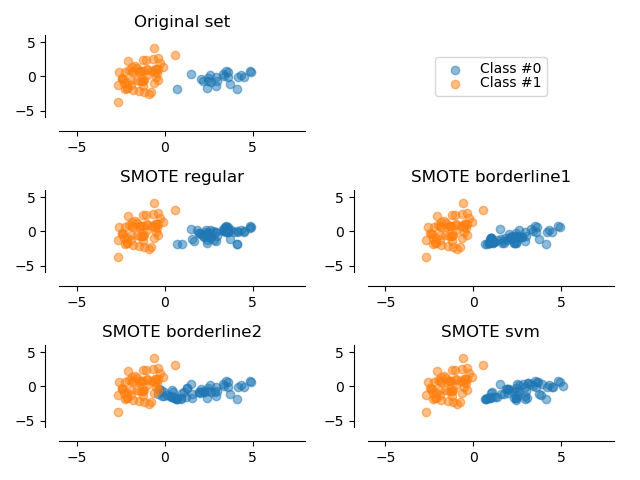 Original set
5
0
−5
−5 0 5
Class #0
Class #1
SMOTE regular
5
0
−5
−5 0 5
SMOTE borderline1
5
0
−5
−5 0 5
SMOTE borderline2
5
0
−5
−5 0 5
SMOTE svm
5
0
−5
−5 0 5